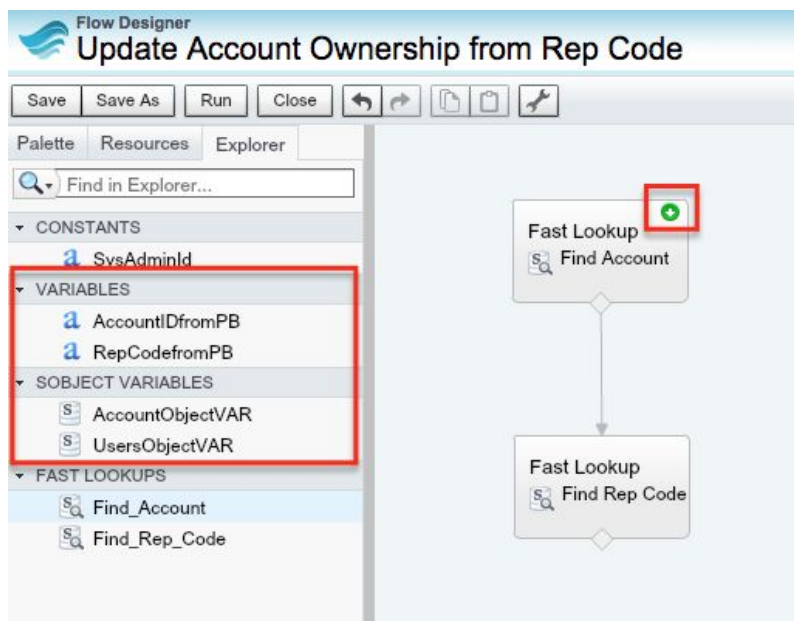 Flow Designer
Update Account Ownership from Rep Code
Save Save As Run Close
Palette Resources Explorer
Find in Explorer...
CONSTANTS
SysAdminId
VARIABLES
AccountIDfromPB
RepCodefromPB
SOBJECT VARIABLES
AccountObjectVAR
UsersObjectVAR
FAST LOOKUPS
Find_Account
Find_Rep_Code
Fast Lookup
Find Account
Fast Lookup
Find Rep Code